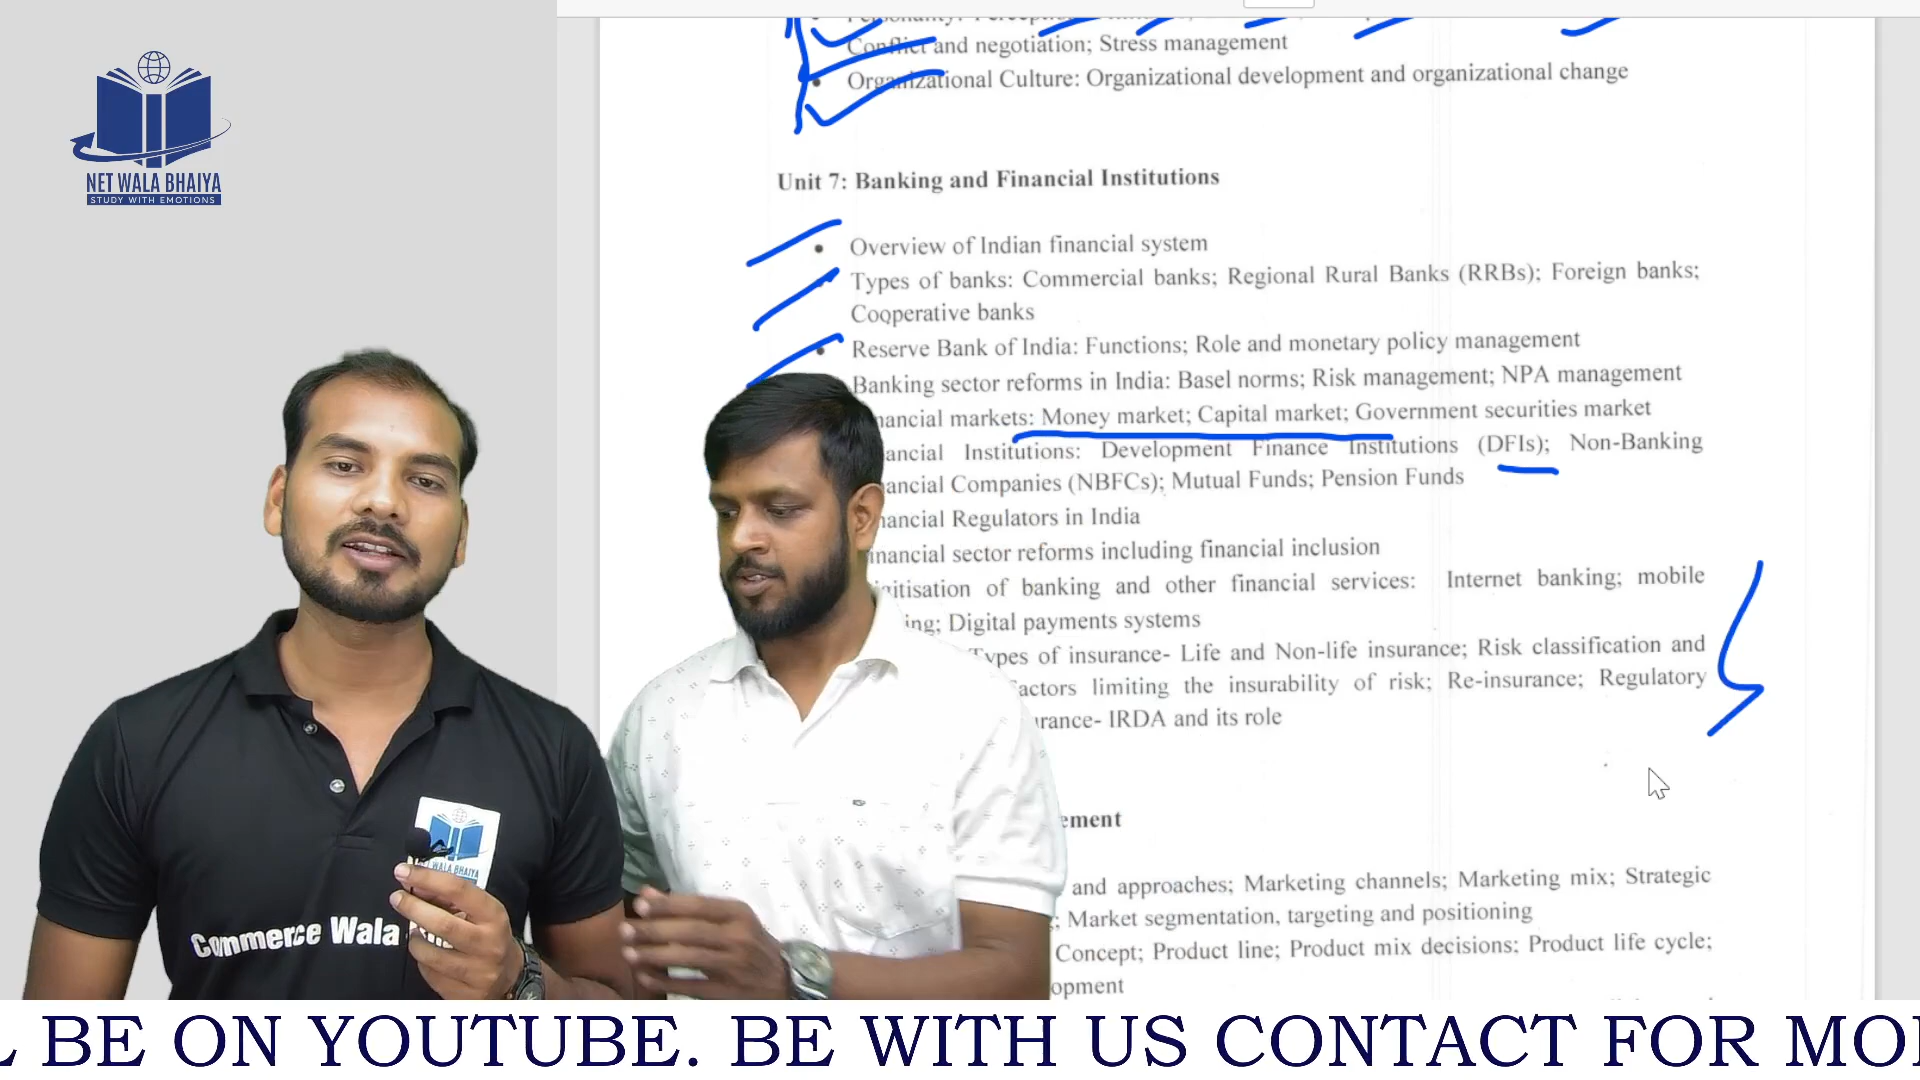 NET WALA BHAIYA
STUDY WITH EMOTIONS
Conflict and negotiation; Stress management
Organizational Culture: Organizational development and organizational change
Unit 7: Banking and Financial Institutions
Overview of Indian financial system
Types of banks: Commercial banks; Regional Rural Banks (RRBs); Foreign banks;
Cooperative banks
Reserve Bank of India: Functions; Role and monetary policy management
Banking sector reforms in India: Basel norms; Risk management; NPA management
nancial markets: Money market; Capital market; Government securities market
ancial Institutions: Development Finance Institutions (DFIs); Non-Banking
ancial Companies (NBFCs); Mutual Funds; Pension Funds
nancial Regulators in India
inancial sector reforms including financial inclusion
gitisation of banking and other financial services: Internet banking; mobile
ing; Digital payments systems
Types of insurance- Life and Non-life insurance; Risk classification and
actors limiting the insurability of risk; Re-insurance; Regulatory
urance- IRDA and its role
ement
and approaches; Marketing channels; Marketing mix; Strategic
; Market segmentation, targeting and positioning
Concept; Product line; Product mix decisions; Product life cycle;
opment
WALA BHAIYA
Commerce Wala
L BE ON YOUTUBE. BE WITH US CONTACT FOR MO